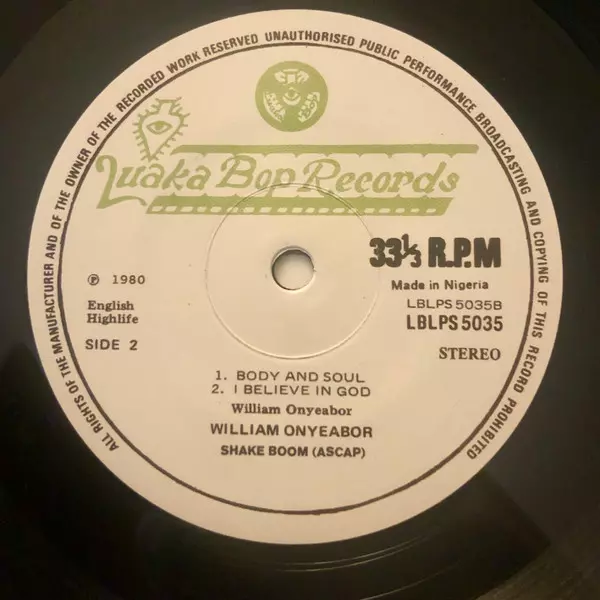 ALL RIGHTS OF THE MANUFACTURER AND OF THE OWNER OF THE RECORDED WORK RESERVED UNAUTHORISED PUBLIC PERFORMANCE BROADCASTING AND COPYING OF THIS RECORD PROHIBITED
Luaka Bop Records
33⅓ R.P.M
Made in Nigeria
℗ 1980
LBLPS 5035B
English
Highlife
LBLPS 5035
SIDE 2
STEREO
1. BODY AND SOUL
2. I BELIEVE IN GOD
William Onyeabor
WILLIAM ONYEABOR
SHAKE BOOM (ASCAP)